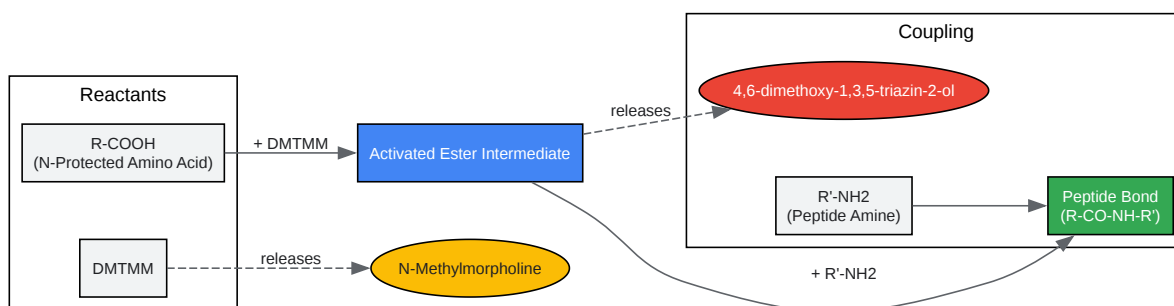 Reactants
R-COOH
(N-Protected Amino Acid)
+ DMTMM
Activated Ester Intermediate
DMTMM
releases
N-Methylmorpholine
Coupling
releases
4,6-dimethoxy-1,3,5-triazin-2-ol
R'-NH2
(Peptide Amine)
Peptide Bond
(R-CO-NH-R')
+ R'-NH2